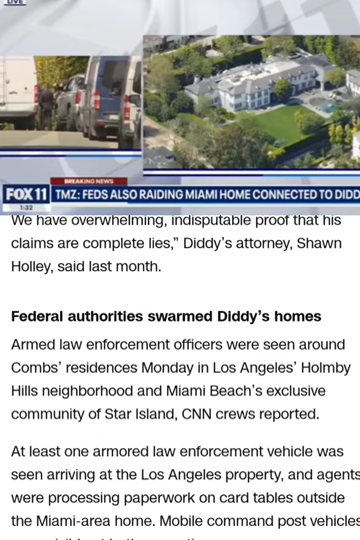 LIVE
BREAKING NEWS
FOX 11
1:32
TMZ: FEDS ALSO RAIDING MIAMI HOME CONNECTED TO DIDD
We have overwhelming, indisputable proof that his
claims are complete lies,” Diddy’s attorney, Shawn
Holley, said last month.
Federal authorities swarmed Diddy’s homes
Armed law enforcement officers were seen around
Combs’ residences Monday in Los Angeles’ Holmby
Hills neighborhood and Miami Beach’s exclusive
community of Star Island, CNN crews reported.
At least one armored law enforcement vehicle was
seen arriving at the Los Angeles property, and agents
were processing paperwork on card tables outside
the Miami-area home. Mobile command post vehicles